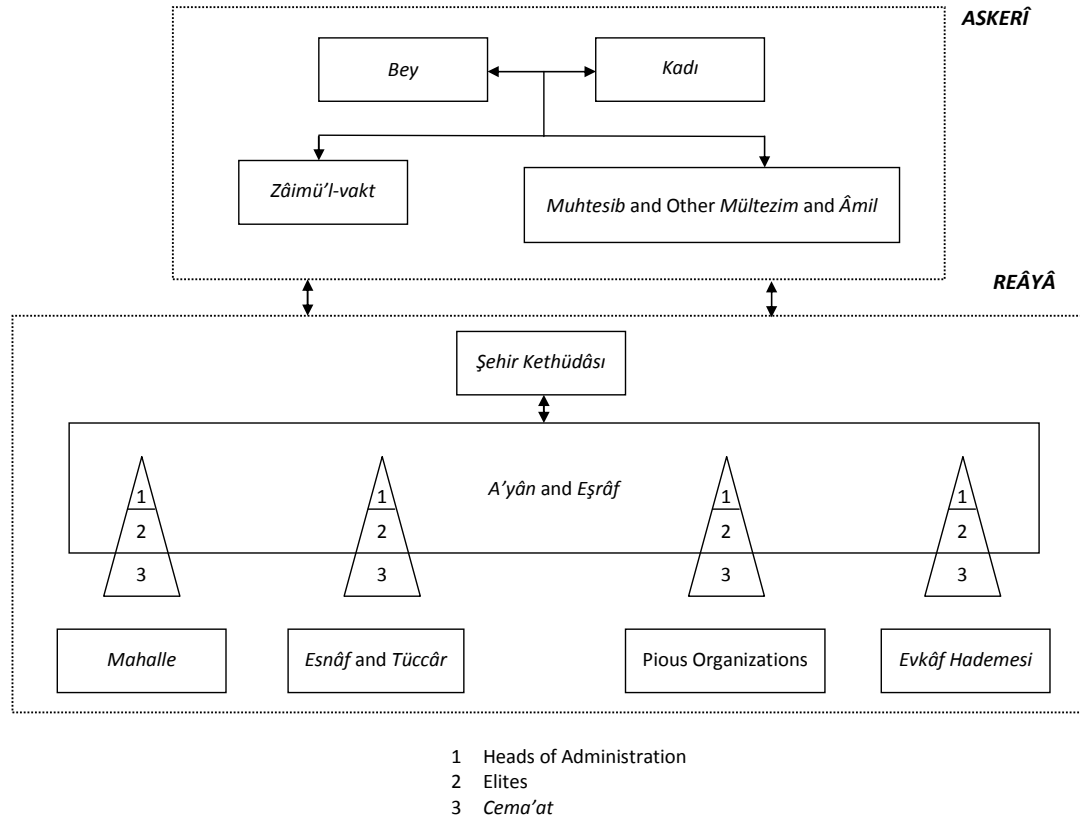 ASKERÎ
Bey
Kadı
Zâimü’l-vakt
Muhtesib and Other Mültezim and Âmil
REÂYÂ
Şehir Kethüdâsı
A’yân and Eşrâf
1 1 1 1
2 2 2 2
3 3 3 3
Mahalle
Esnâf and Tüccâr
Pious Organizations
Evkâf Hademesi
1 Heads of Administration
2 Elites
3 Cema’at